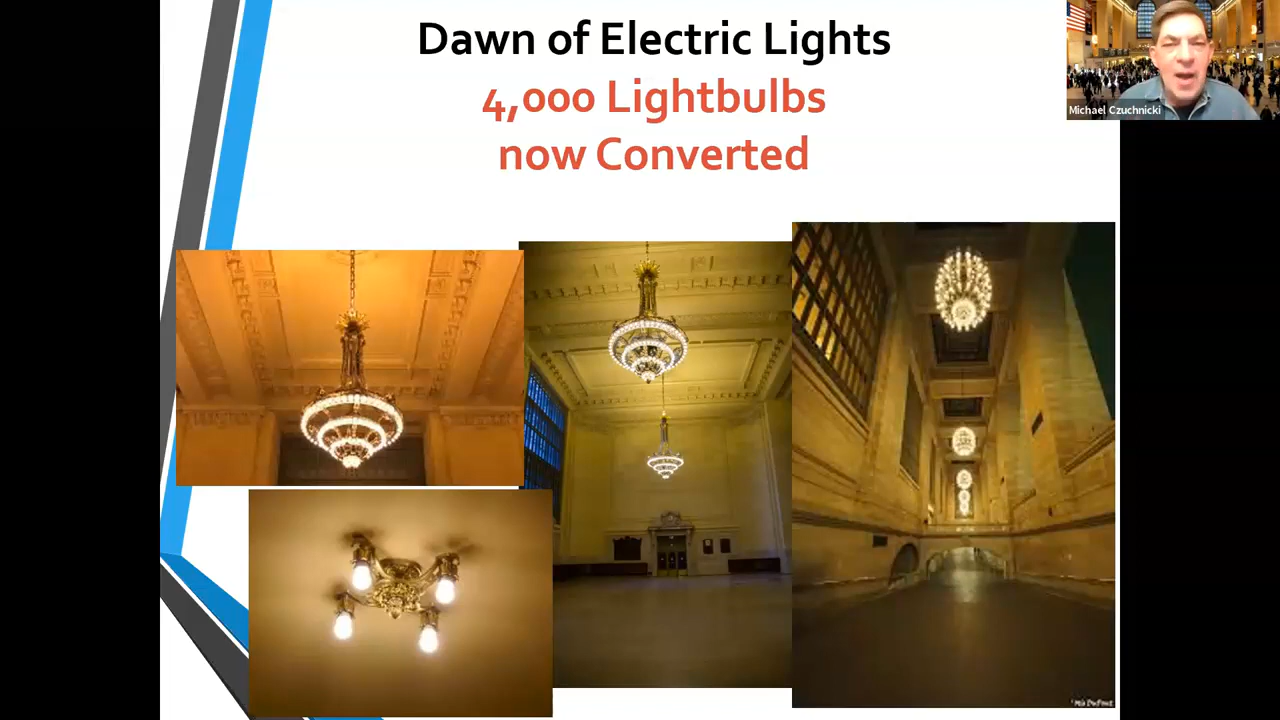 Dawn of Electric Lights
4,000 Lightbulbs
now Converted
Michael Czuchnicki